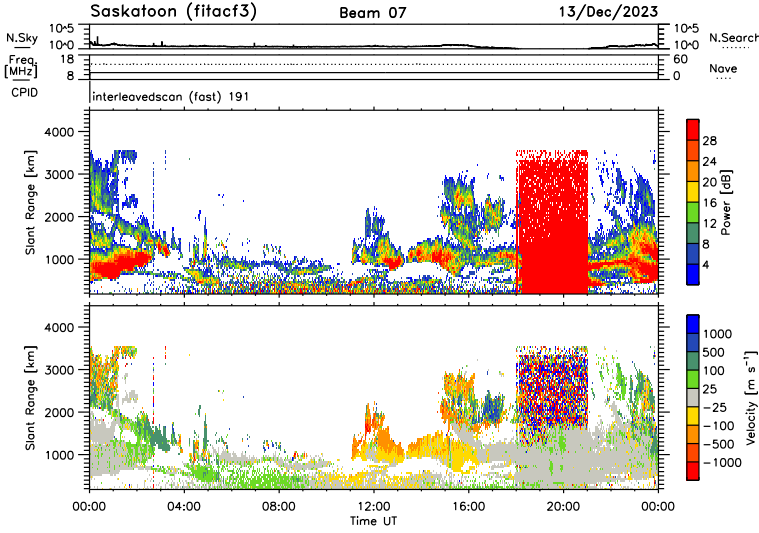 Saskatoon (fitacf3) Beam 07 13/Dec/2023
N.Sky 10^5 10^0 10^5 10^0 N.Search
Freq. [MHz] 18 8 60 0 Nave
CPID interleavedscan (fast) 191
Slant Range [km] 4000 3000 2000 1000
Power [dB] 28 24 20 16 12 8 4
Slant Range [km] 4000 3000 2000 1000
Velocity [m s⁻¹] 1000 500 100 25 −25 −100 −500 −1000
00:00 04:00 08:00 12:00 16:00 20:00 00:00
Time UT